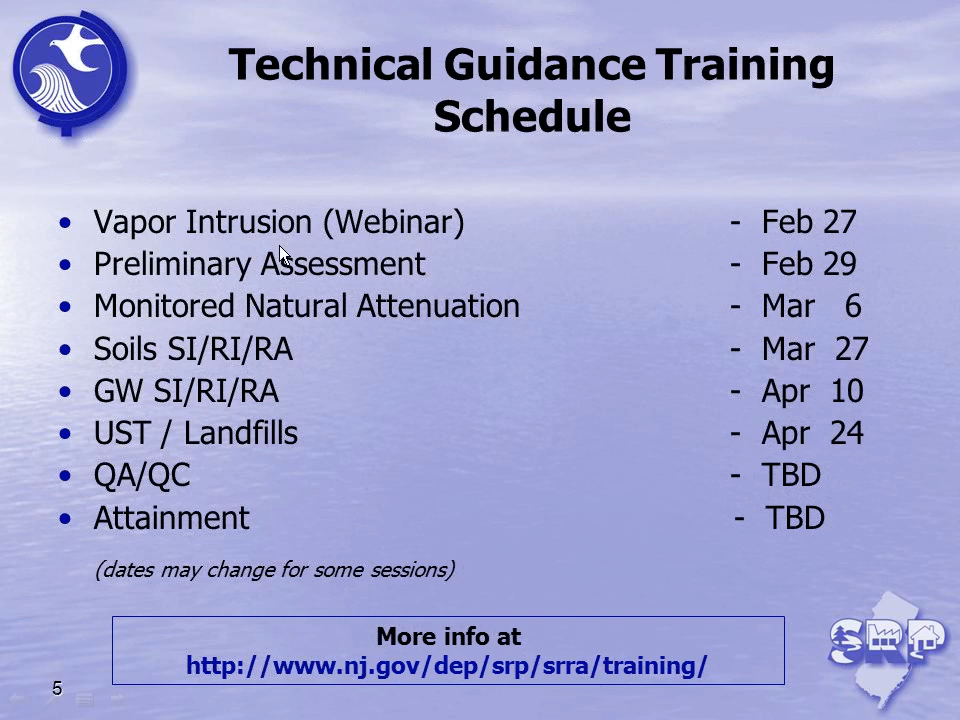 Technical Guidance Training
Schedule
• Vapor Intrusion (Webinar) - Feb 27
• Preliminary Assessment - Feb 29
• Monitored Natural Attenuation - Mar 6
• Soils SI/RI/RA - Mar 27
• GW SI/RI/RA - Apr 10
• UST / Landfills - Apr 24
• QA/QC - TBD
• Attainment - TBD
(dates may change for some sessions)
More info at
http://www.nj.gov/dep/srp/srra/training/
SRP
5